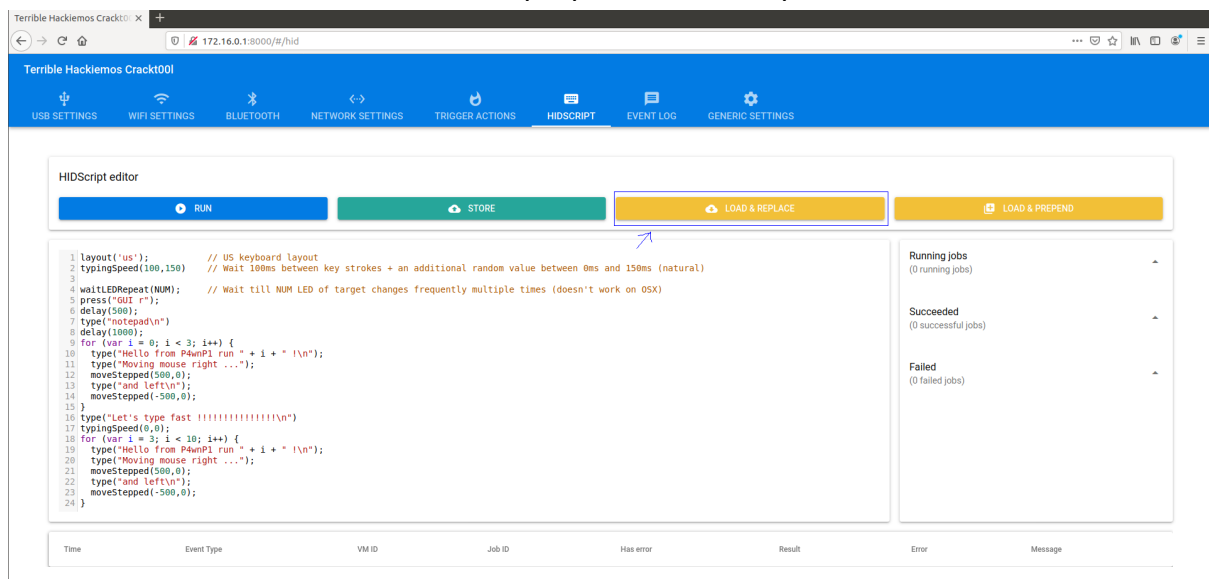 Terrible Hackiemos Crackt0
172.16.0.1:8000/#/hid
Terrible Hackiemos Crackt00l
USB SETTINGS WIFI SETTINGS BLUETOOTH NETWORK SETTINGS TRIGGER ACTIONS HIDSCRIPT EVENT LOG GENERIC SETTINGS
HIDScript editor
RUN STORE LOAD & REPLACE LOAD & PREPEND
1 layout('us'); // US keyboard layout
2 typingSpeed(100,150) // Wait 100ms between key strokes + an additional random value between 0ms and 150ms (natural)
3
4 waitLEDRepeat(NUM); // Wait till NUM LED of target changes frequently multiple times (doesn't work on OSX)
5 press("GUI r");
6 delay(500);
7 type("notepad\n")
8 delay(1000);
9 for (var i = 0; i < 3; i++) {
10 type("Hello from P4wnP1 run " + i + " !\n");
11 type("Moving mouse right ...");
12 moveStepped(500,0);
13 type("and left\n");
14 moveStepped(-500,0);
15 }
16 type("Let's type fast !!!!!!!!!!!!!!!\n")
17 typingSpeed(0,0);
18 for (var i = 3; i < 10; i++) {
19 type("Hello from P4wnP1 run " + i + " !\n");
20 type("Moving mouse right ...");
21 moveStepped(500,0);
22 type("and left\n");
23 moveStepped(-500,0);
24 }
Running jobs
(0 running jobs)
Succeeded
(0 successful jobs)
Failed
(0 failed jobs)
Time Event Type VM ID Job ID Has error Result Error Message